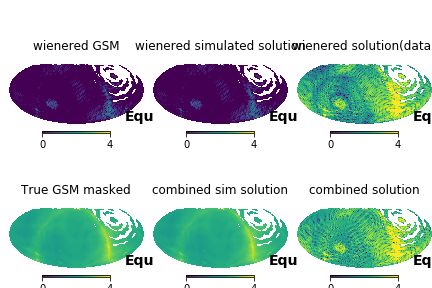 wienered GSM wienered simulated solution wienered solution(data
Equ Equ Eq
0 4 0 4 0 4
True GSM masked combined sim solution combined solution
Equ Equ Eq
0 4 0 4 0 4